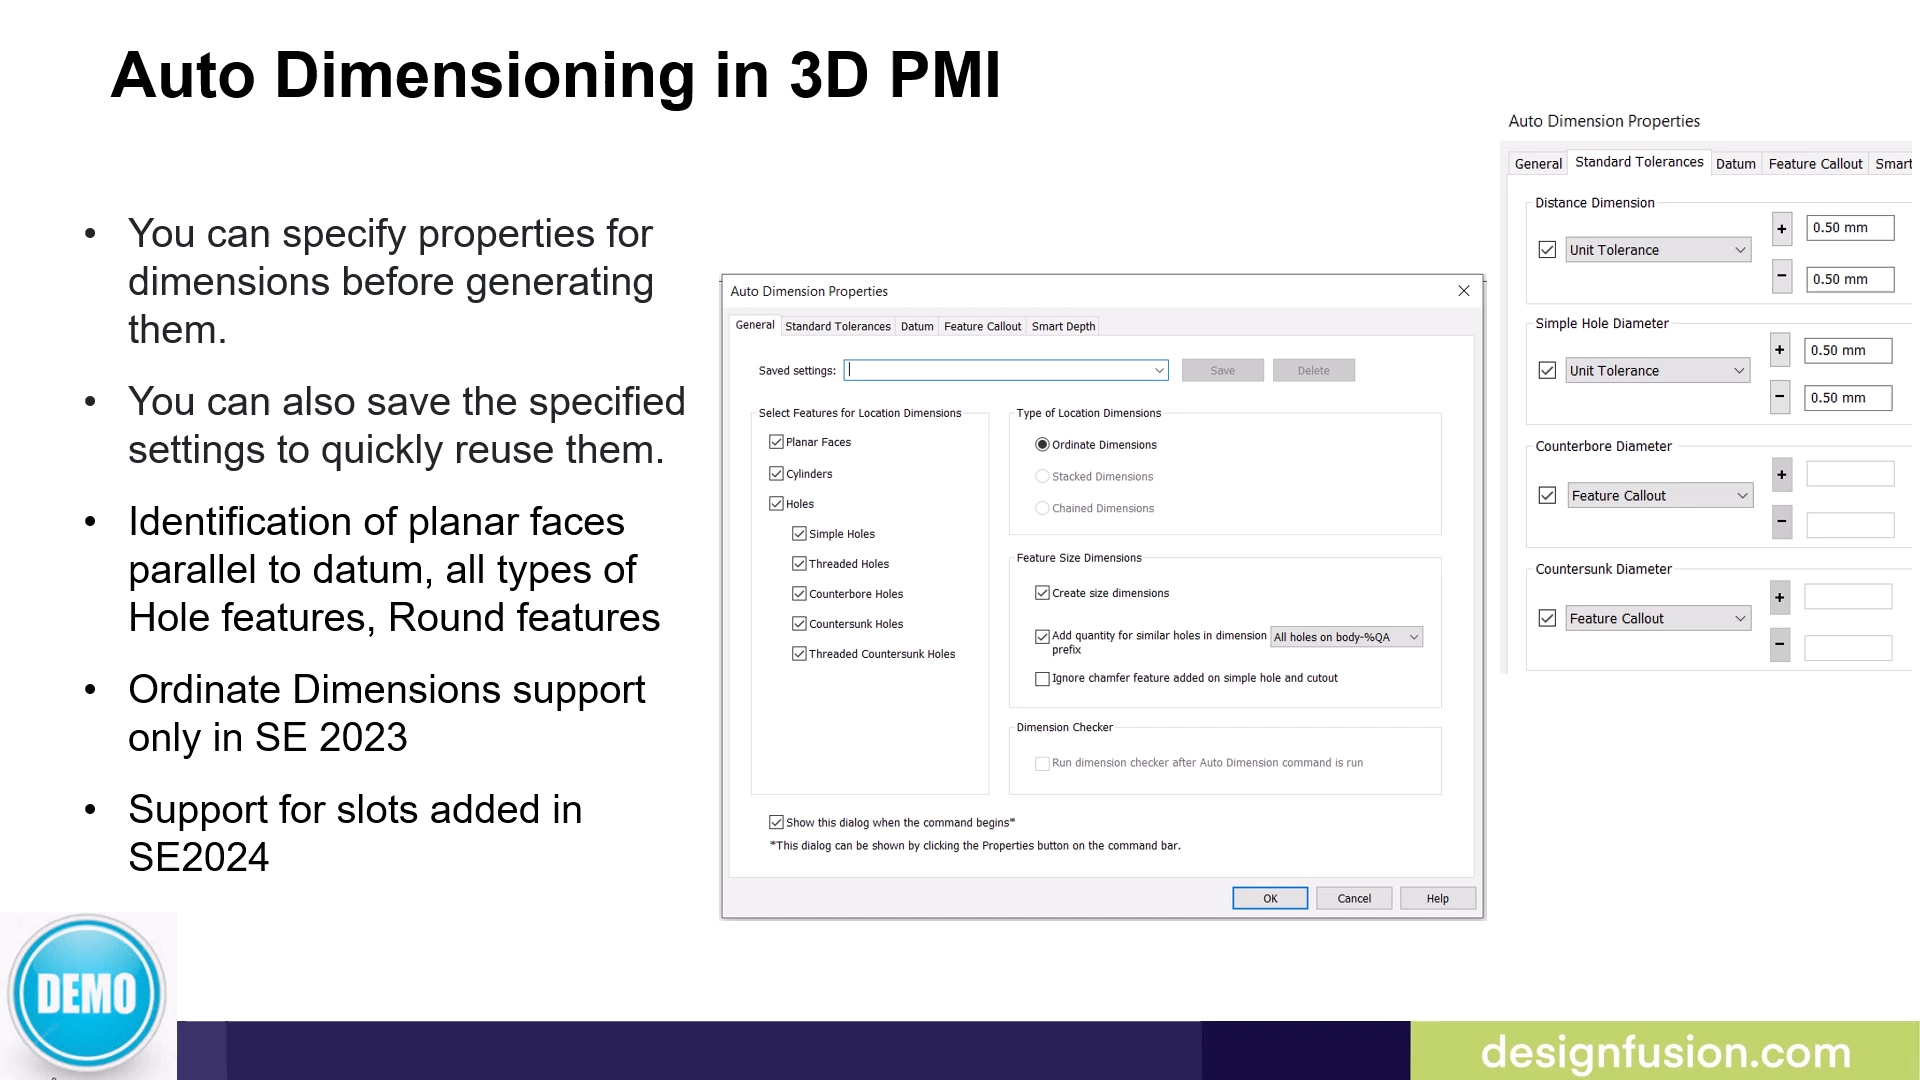 Auto Dimensioning in 3D PMI
• You can specify properties for
dimensions before generating
them.
• You can also save the specified
settings to quickly reuse them.
• Identification of planar faces
parallel to datum, all types of
Hole features, Round features
• Ordinate Dimensions support
only in SE 2023
• Support for slots added in
SE2024
Auto Dimension Properties
General Standard Tolerances Datum Feature Callout Smart Depth
Saved settings: Save Delete
Select Features for Location Dimensions
Planar Faces
Cylinders
Holes
Simple Holes
Threaded Holes
Counterbore Holes
Countersunk Holes
Threaded Countersunk Holes
Type of Location Dimensions
Ordinate Dimensions
Stacked Dimensions
Chained Dimensions
Feature Size Dimensions
Create size dimensions
Add quantity for similar holes in dimension All holes on body-%QA
prefix
Ignore chamfer feature added on simple hole and cutout
Dimension Checker
Run dimension checker after Auto Dimension command is run
Show this dialog when the command begins*
*This dialog can be shown by clicking the Properties button on the command bar.
OK Cancel Help
Auto Dimension Properties
General Standard Tolerances Datum Feature Callout Smart
Distance Dimension
+ 0.50 mm
Unit Tolerance
- 0.50 mm
Simple Hole Diameter
+ 0.50 mm
Unit Tolerance
- 0.50 mm
Counterbore Diameter
+
Feature Callout
-
Countersunk Diameter
+
Feature Callout
-
DEMO
designfusion.com